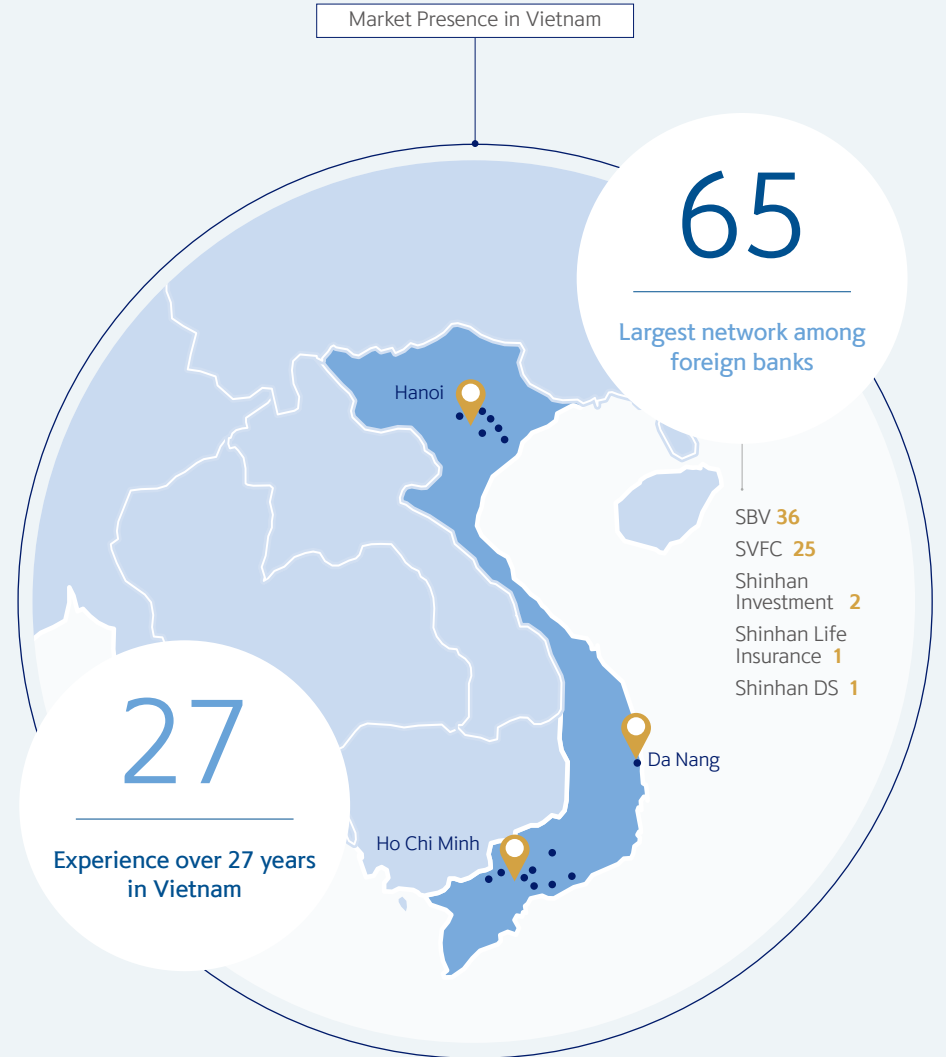 Market Presence in Vietnam
65
Largest network among
foreign banks
Hanoi
SBV 36
SVFC 25
Shinhan
Investment 2
Shinhan Life
Insurance 1
Shinhan DS 1
27
Experience over 27 years
in Vietnam
Da Nang
Ho Chi Minh